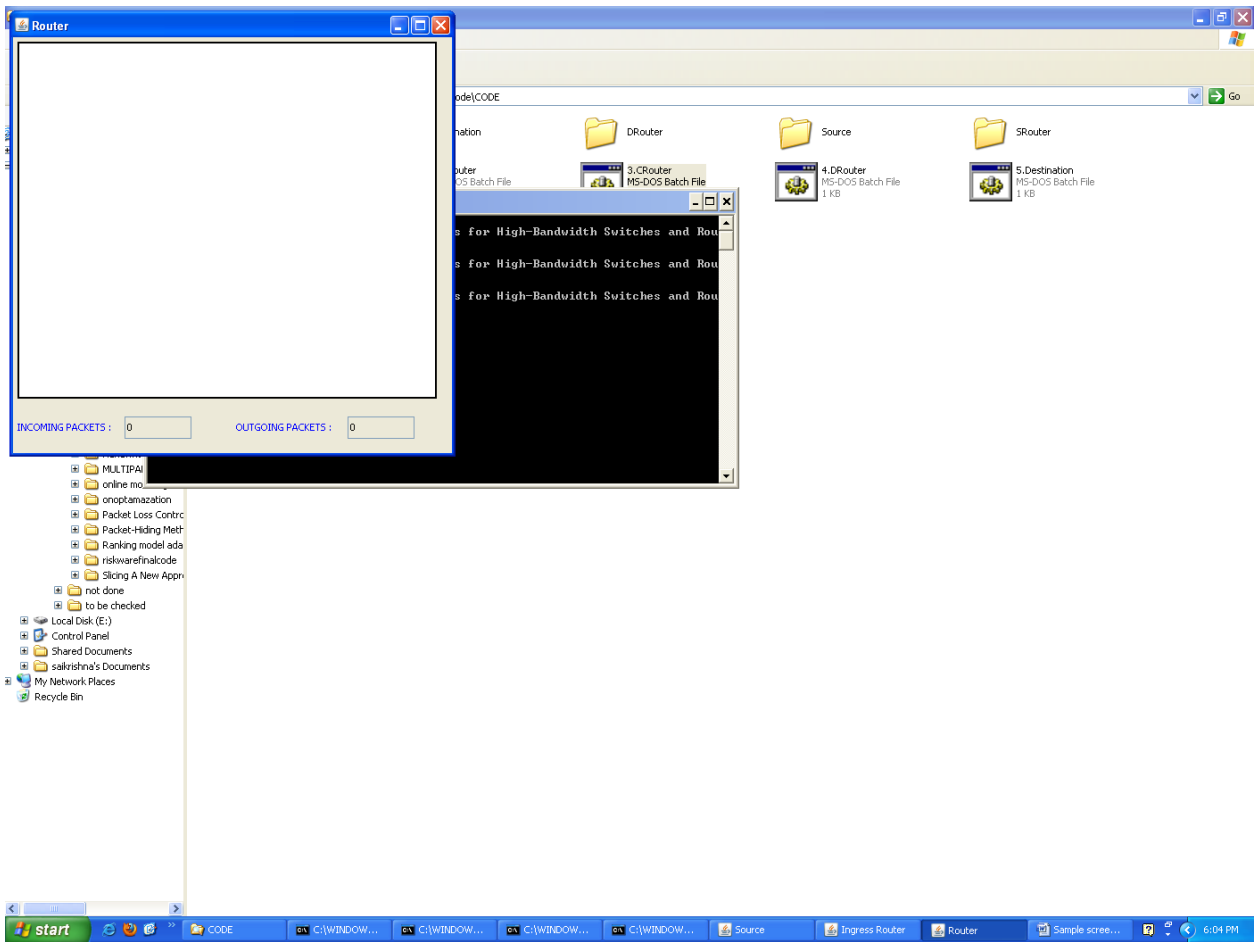 Router
ode\CODE
Go
nation
DRouter
Source
SRouter
outer
OS Batch File
3.CRouter
MS-DOS Batch File
4.DRouter
MS-DOS Batch File
1 KB
5.Destination
MS-DOS Batch File
1 KB
s for High-Bandwidth Switches and Rou
s for High-Bandwidth Switches and Rou
s for High-Bandwidth Switches and Rou
INCOMING PACKETS : 0
OUTGOING PACKETS : 0
MULTIPAI
online mo
onoptamazation
Packet Loss Contrc
Packet-Hiding Meth
Ranking model ada
riskwarefinalcode
Slicing A New Appr
not done
to be checked
Local Disk (E:)
Control Panel
Shared Documents
saikrishna's Documents
My Network Places
Recycle Bin
start
CODE
C:\WINDOW...
C:\WINDOW...
C:\WINDOW...
C:\WINDOW...
Source
Ingress Router
Router
Sample scree...
6:04 PM